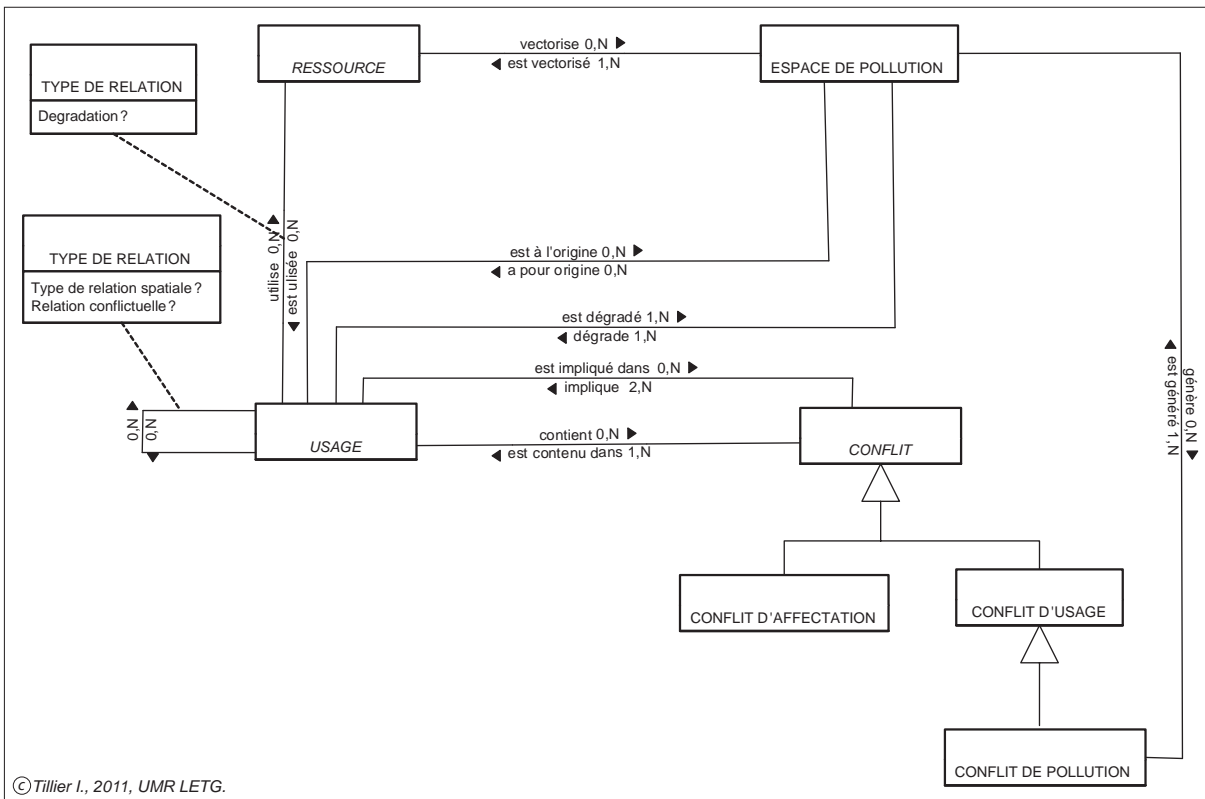 vectorise 0,N ►
◄ est vectorisé 1,N
RESSOURCE
ESPACE DE POLLUTION
TYPE DE RELATION
Degradation ?
TYPE DE RELATION
Type de relation spatiale ?
Relation conflictuelle ?
utilise 0,N ►
◄ est ulisée 0,N
est à l'origine 0,N ►
◄ a pour origine 0,N
est dégradé 1,N ►
◄ dégrade 1,N
est impliqué dans 0,N ►
◄ implique 2,N
génère 0,N ►
◄ est généré 1,N
0,N ►
◄ 0,N
USAGE
contient 0,N ►
◄ est contenu dans 1,N
CONFLIT
CONFLIT D'AFFECTATION
CONFLIT D'USAGE
CONFLIT DE POLLUTION
© Tillier I., 2011, UMR LETG.